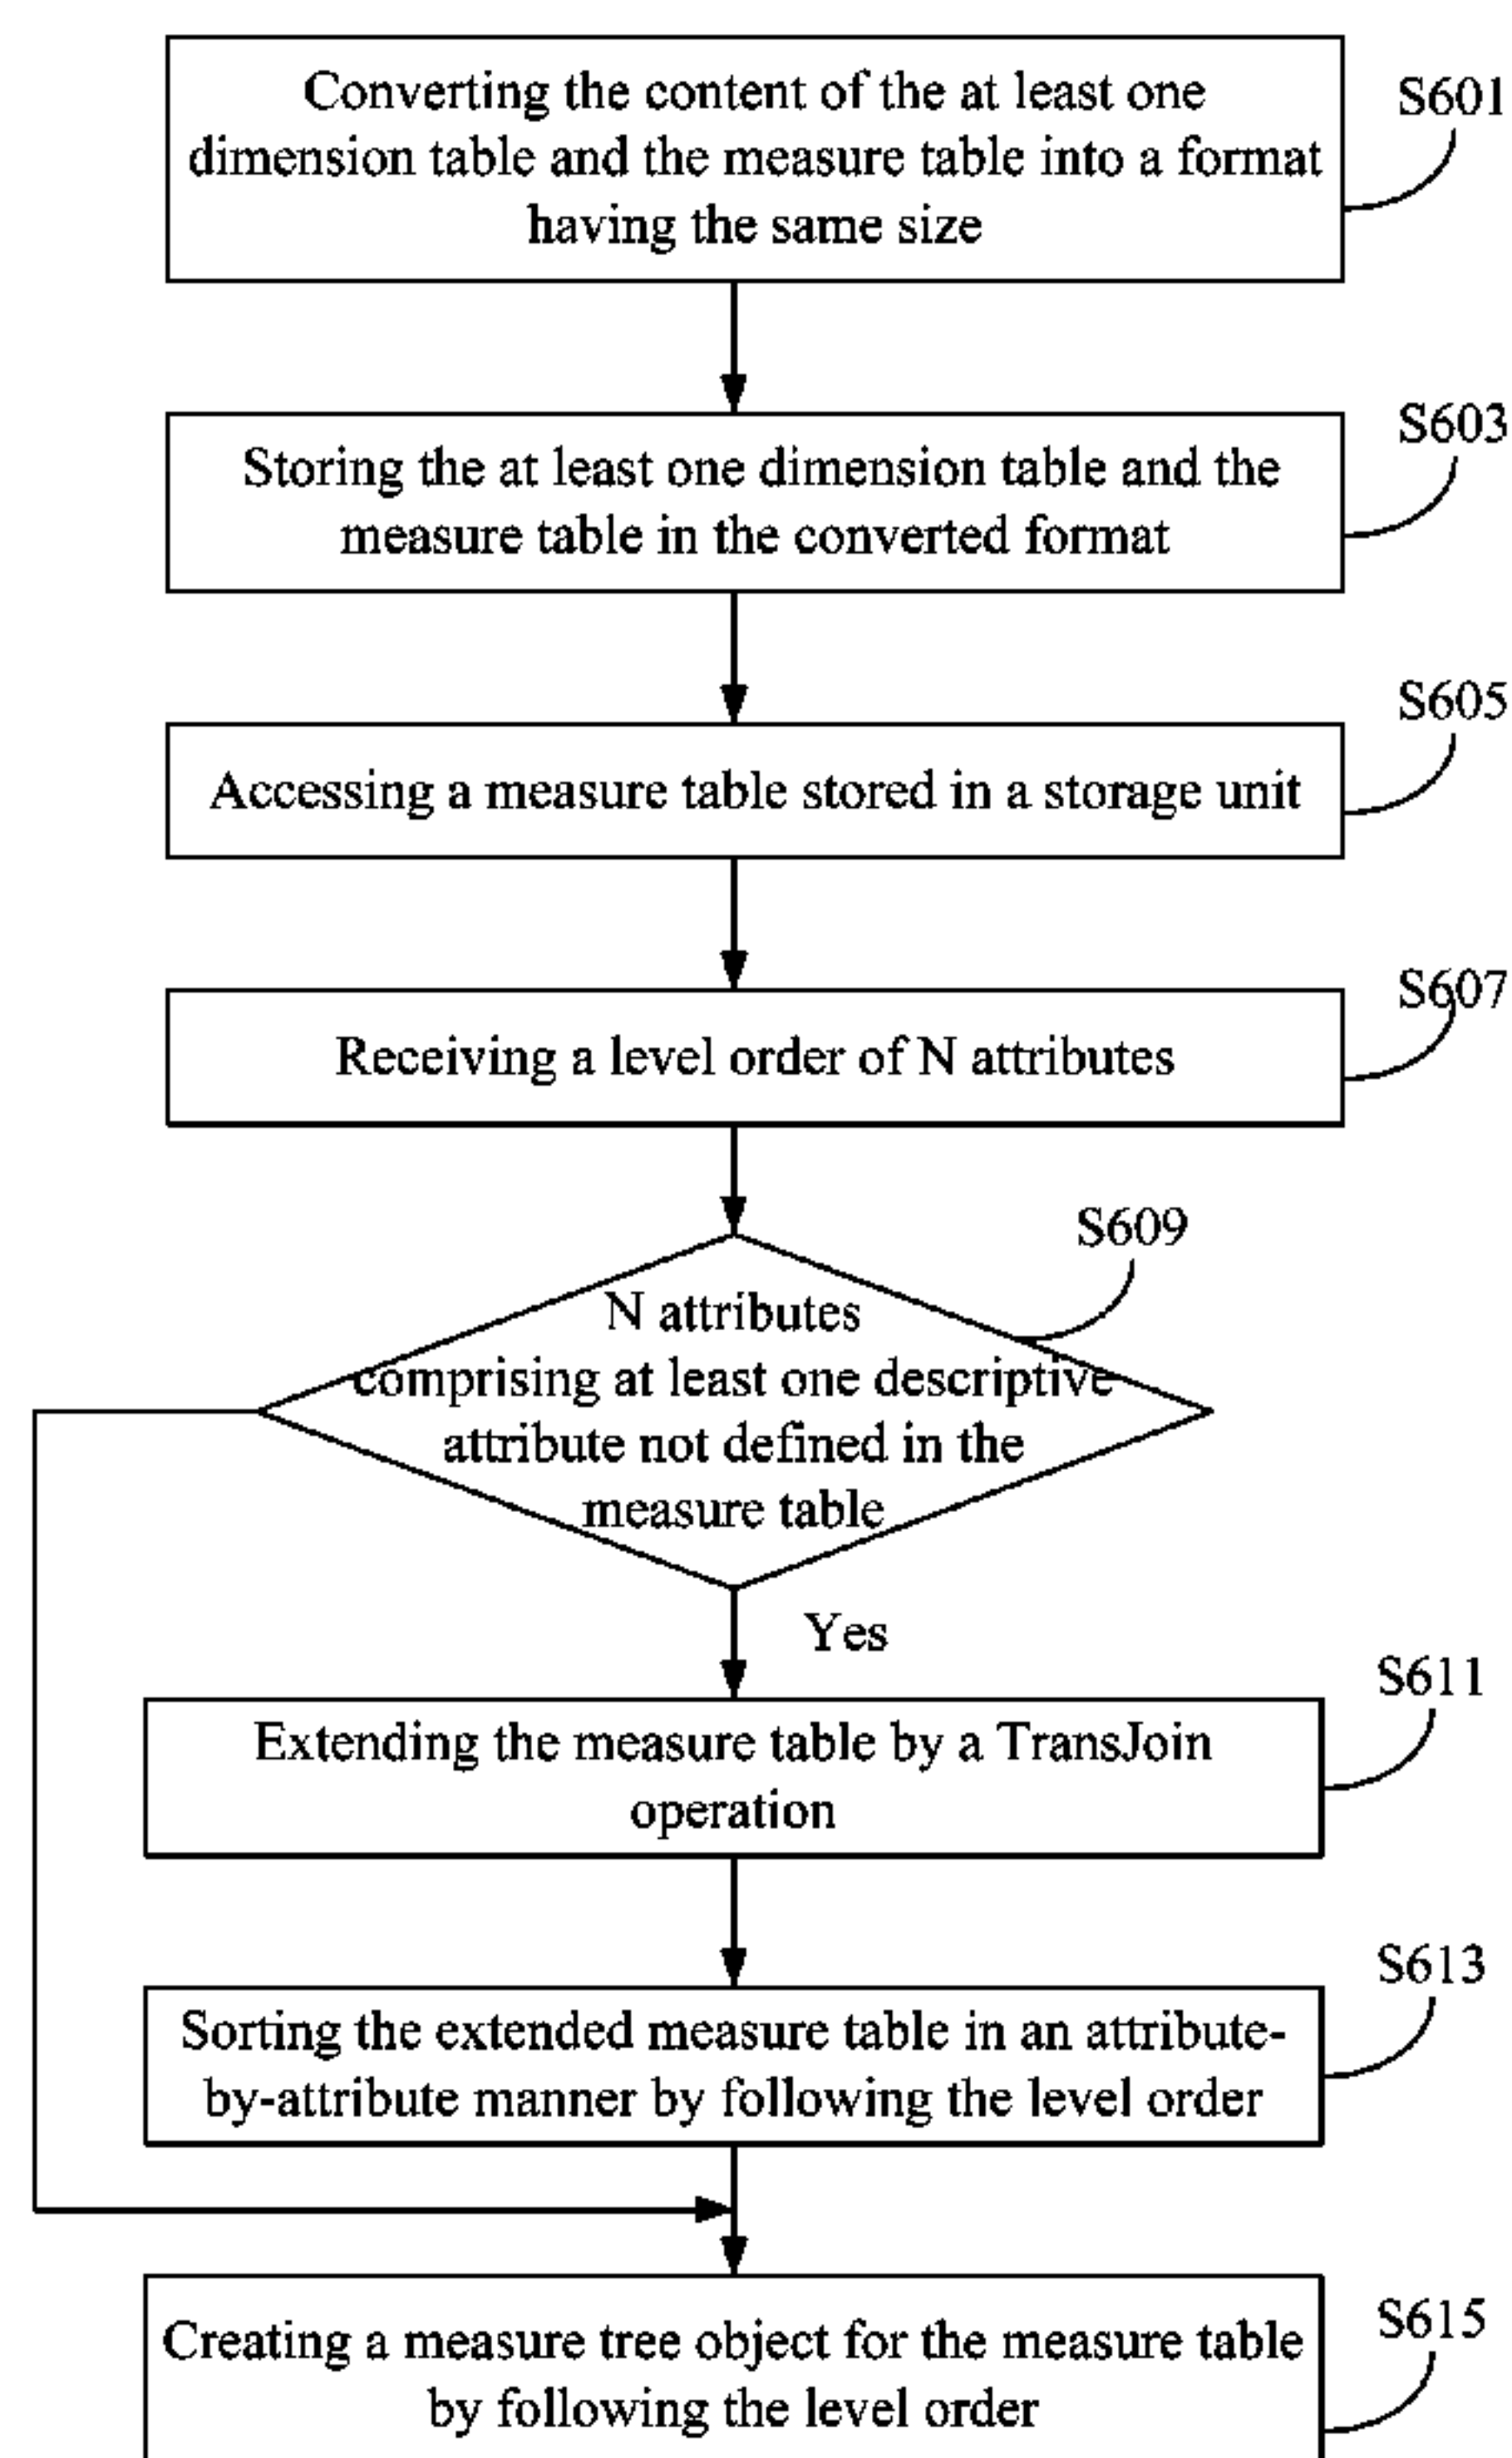 Converting the content of the at least one
dimension table and the measure table into a format
having the same size
S601
Storing the at least one dimension table and the
measure table in the converted format
S603
Accessing a measure table stored in a storage unit
S605
Receiving a level order of N attributes
S607
N attributes
comprising at least one descriptive
attribute not defined in the
measure table
S609
Yes
Extending the measure table by a TransJoin
operation
S611
Sorting the extended measure table in an attribute-
by-attribute manner by following the level order
S613
Creating a measure tree object for the measure table
by following the level order
S615